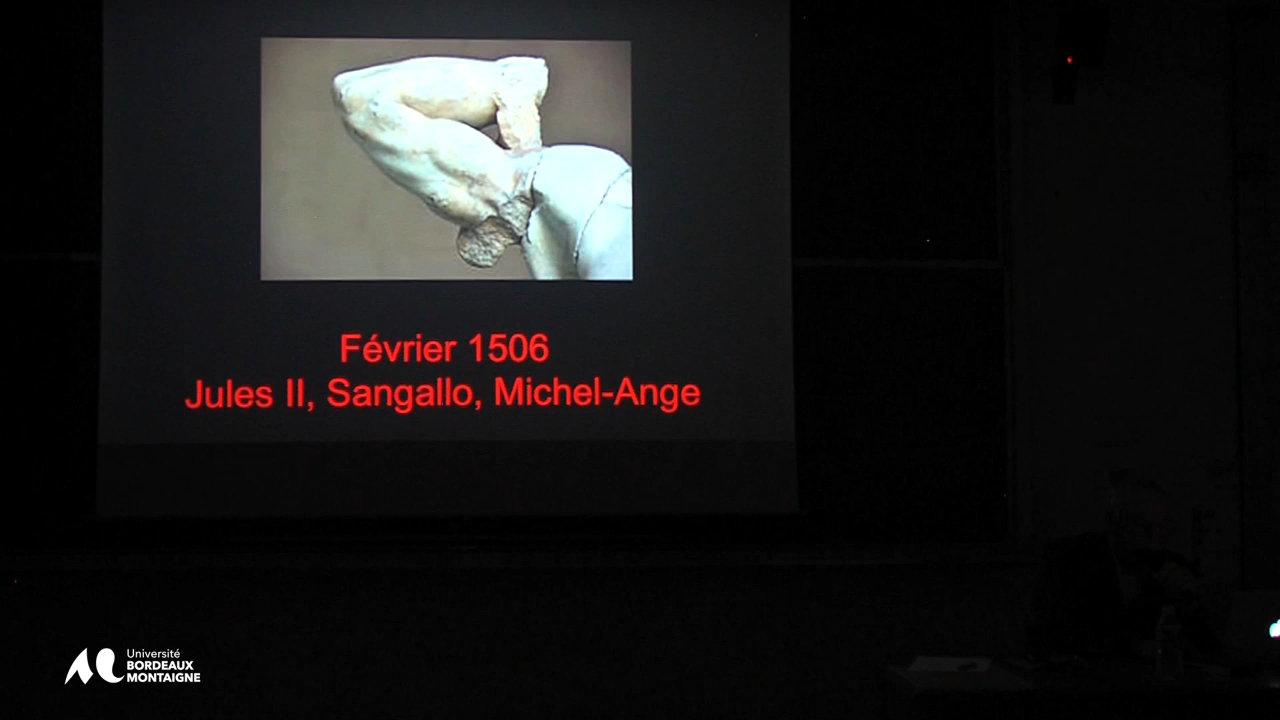 Février 1506
Jules II, Sangallo, Michel-Ange
Université
BORDEAUX
MONTAIGNE